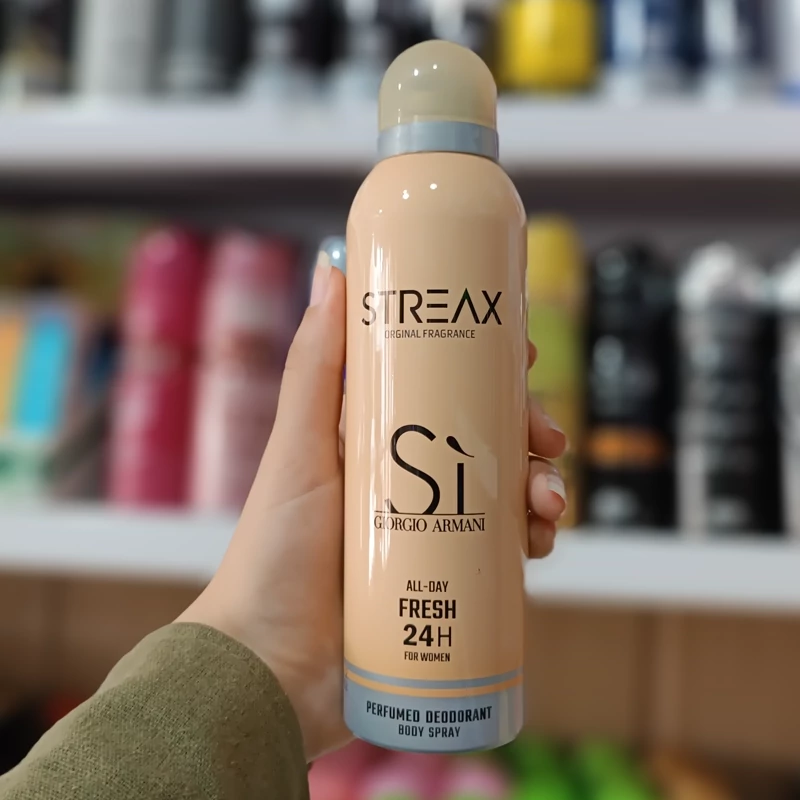 STREAX
ORGINAL FRAGRANCE
Sì
GIORGIO ARMANI
ALL-DAY
FRESH
24H
FOR WOMEN
PERFUMED DEODORANT
BODY SPRAY